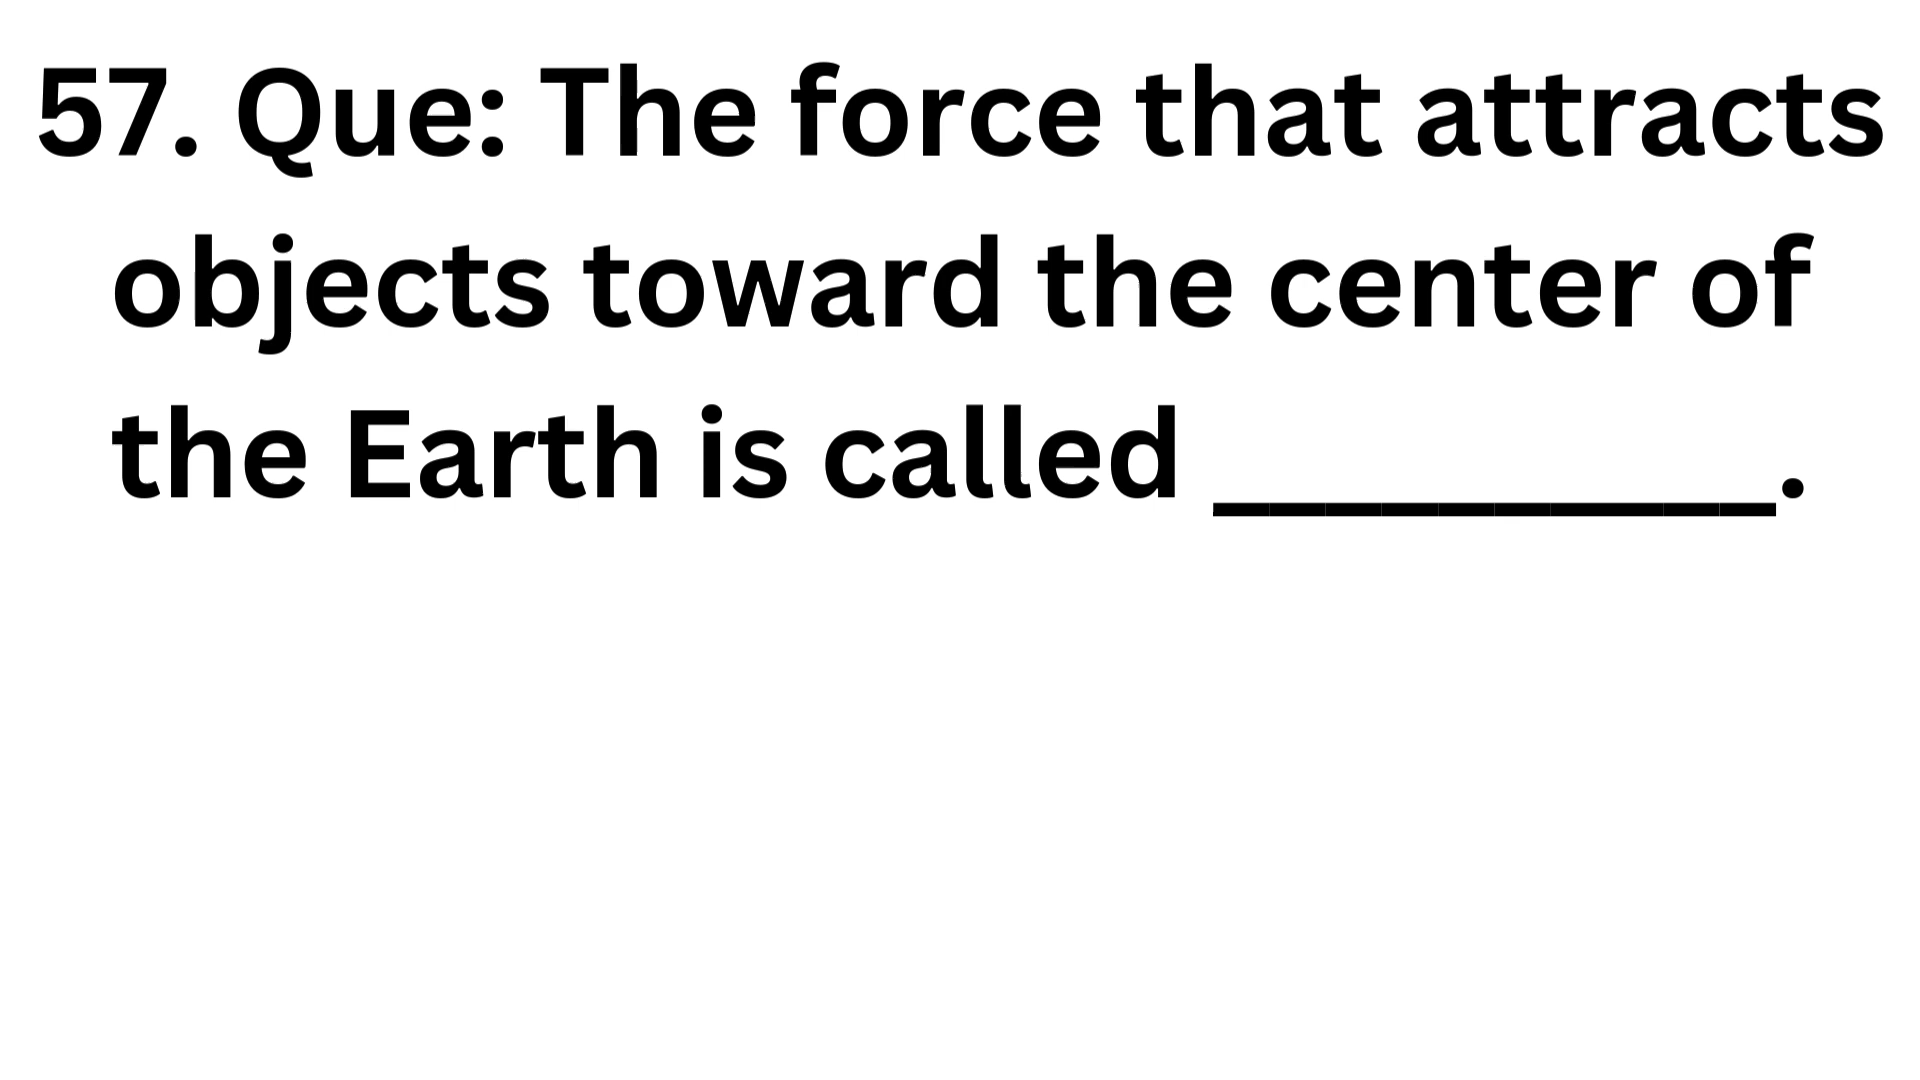 57. Que: The force that attracts
objects toward the center of
the Earth is called __________.